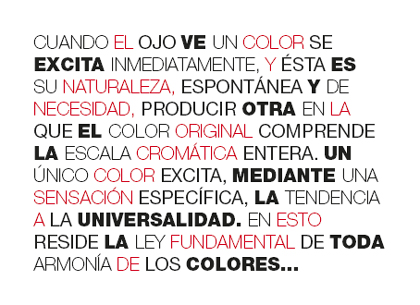 CUANDO EL OJO VE UN COLOR SE
EXCITA INMEDIATAMENTE, Y ÉSTA ES
SU NATURALEZA, ESPONTÁNEA Y DE
NECESIDAD, PRODUCIR OTRA EN LA
QUE EL COLOR ORIGINAL COMPRENDE
LA ESCALA CROMÁTICA ENTERA. UN
ÚNICO COLOR EXCITA, MEDIANTE UNA
SENSACIÓN ESPECÍFICA, LA TENDENCIA
A LA UNIVERSALIDAD. EN ESTO
RESIDE LA LEY FUNDAMENTAL DE TODA
ARMONÍA DE LOS COLORES...